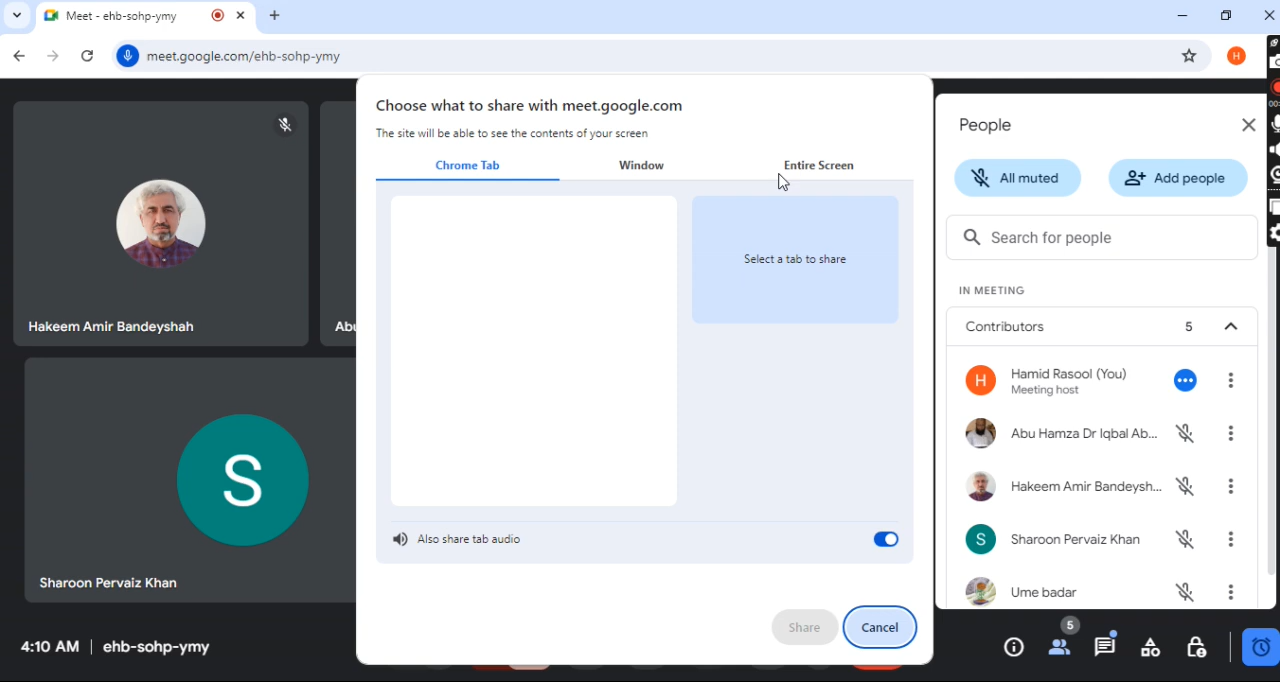 Meet - ehb-sohp-ymy
meet.google.com/ehb-sohp-ymy
H
Choose what to share with meet.google.com
The site will be able to see the contents of your screen
Chrome Tab
Window
Entire Screen
Select a tab to share
Also share tab audio
Share
Cancel
Hakeem Amir Bandeyshah
Abu
S
Sharoon Pervaiz Khan
4:10 AM | ehb-sohp-ymy
People
All muted
Add people
Search for people
IN MEETING
Contributors 5
H
Hamid Rasool (You)
Meeting host
Abu Hamza Dr Iqbal Ab...
Hakeem Amir Bandeysh...
S
Sharoon Pervaiz Khan
Ume badar
5